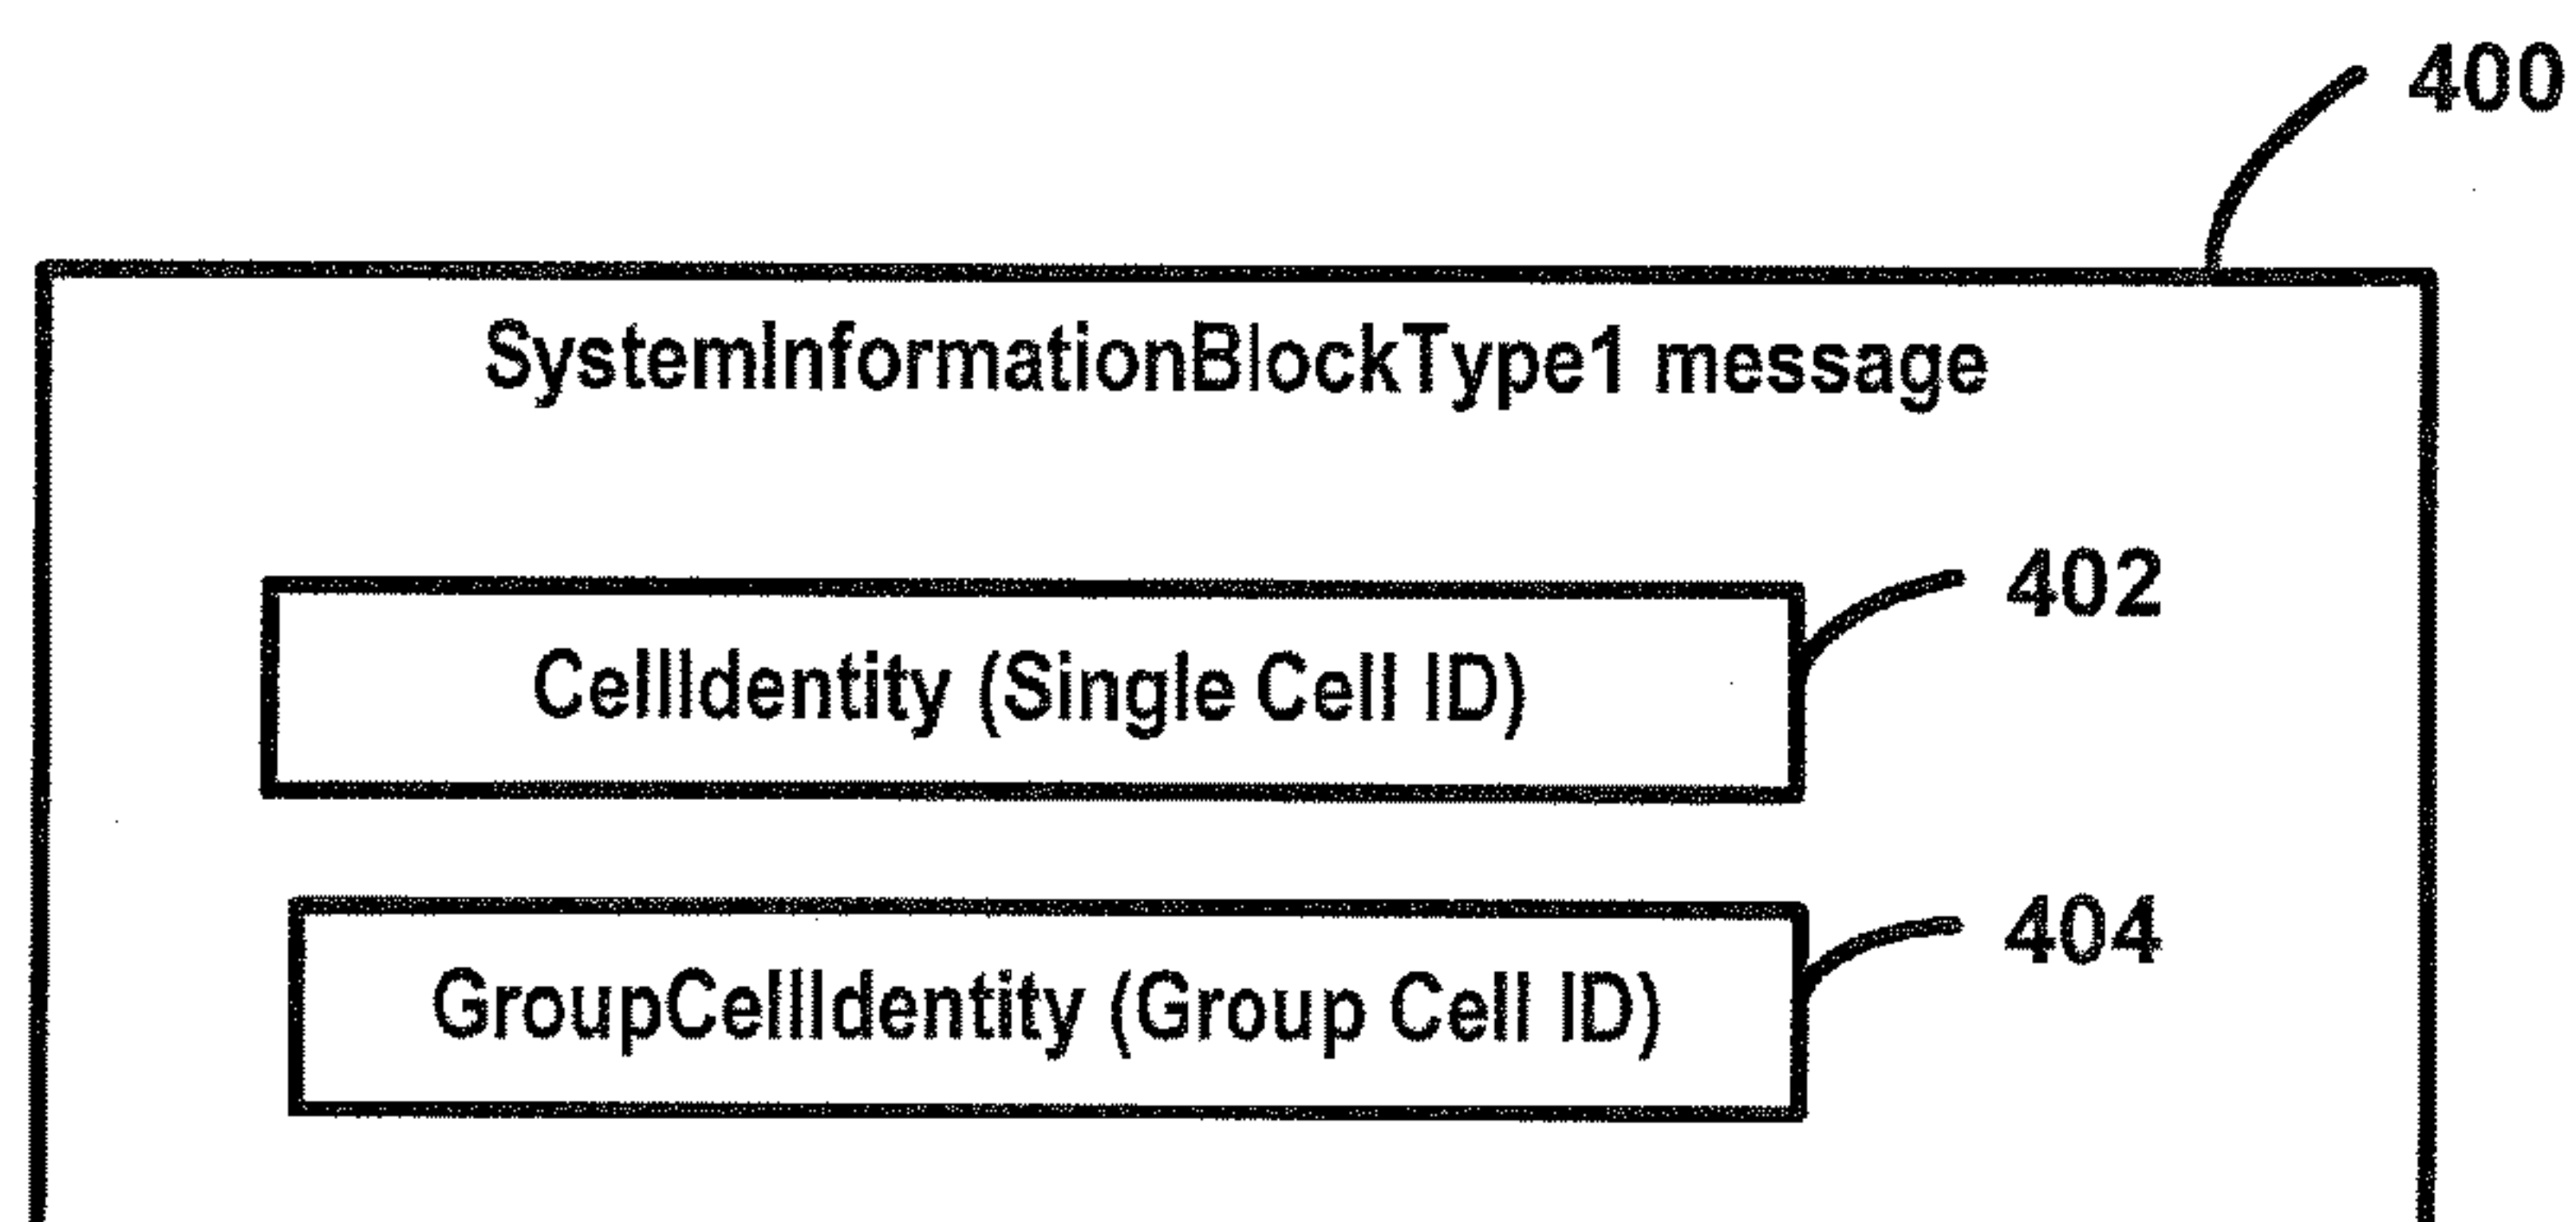 400
SystemInformationBlockType1 message
402
CellIdentity (Single Cell ID)
404
GroupCellIdentity (Group Cell ID)